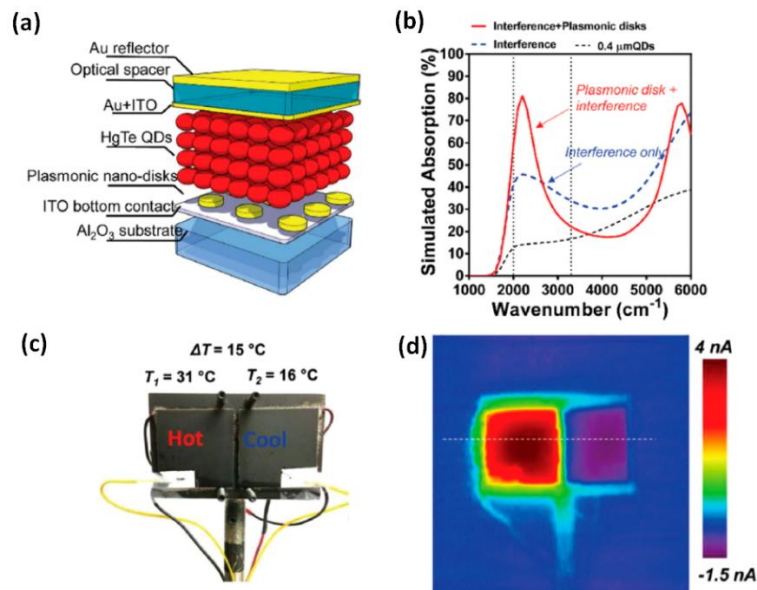 (a)
Au reflector
Optical spacer
Au+ITO
HgTe QDs
Plasmonic nano-disks
ITO bottom contact
Al₂O₃ substrate
(b)
Interference+Plasmonic disks
Interference
0.4 μmQDs
Simulated Absorption (%)
100
90
80
70
60
50
40
30
20
10
0
Plasmonic disk +
interference
Interference only
1000 2000 3000 4000 5000 6000
Wavenumber (cm⁻¹)
(c)
ΔT = 15 °C
T₁ = 31 °C T₂ = 16 °C
Hot Cool
(d)
4 nA
-1.5 nA